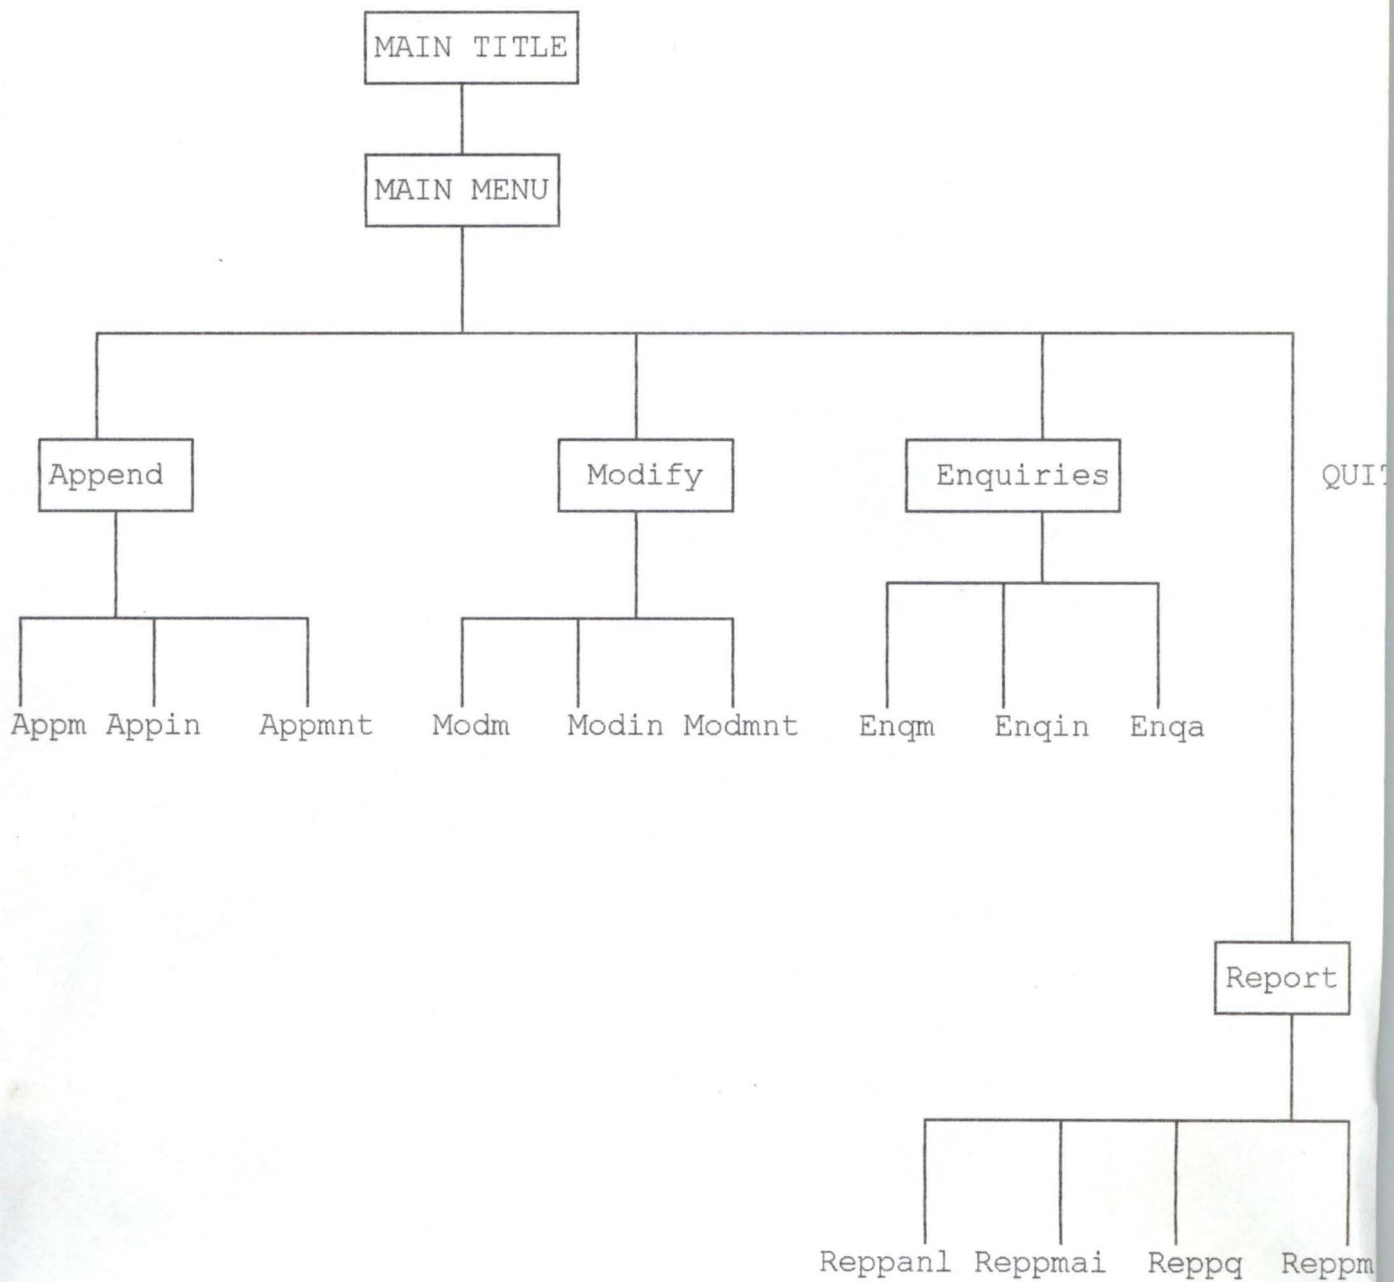 MAIN TITLE
MAIN MENU
Append Modify Enquiries
Appm Appin Appmnt Modm Modin Modmnt Enqm Enqin Enqa
Report
Reppanl Reppmai Reppq Reppm